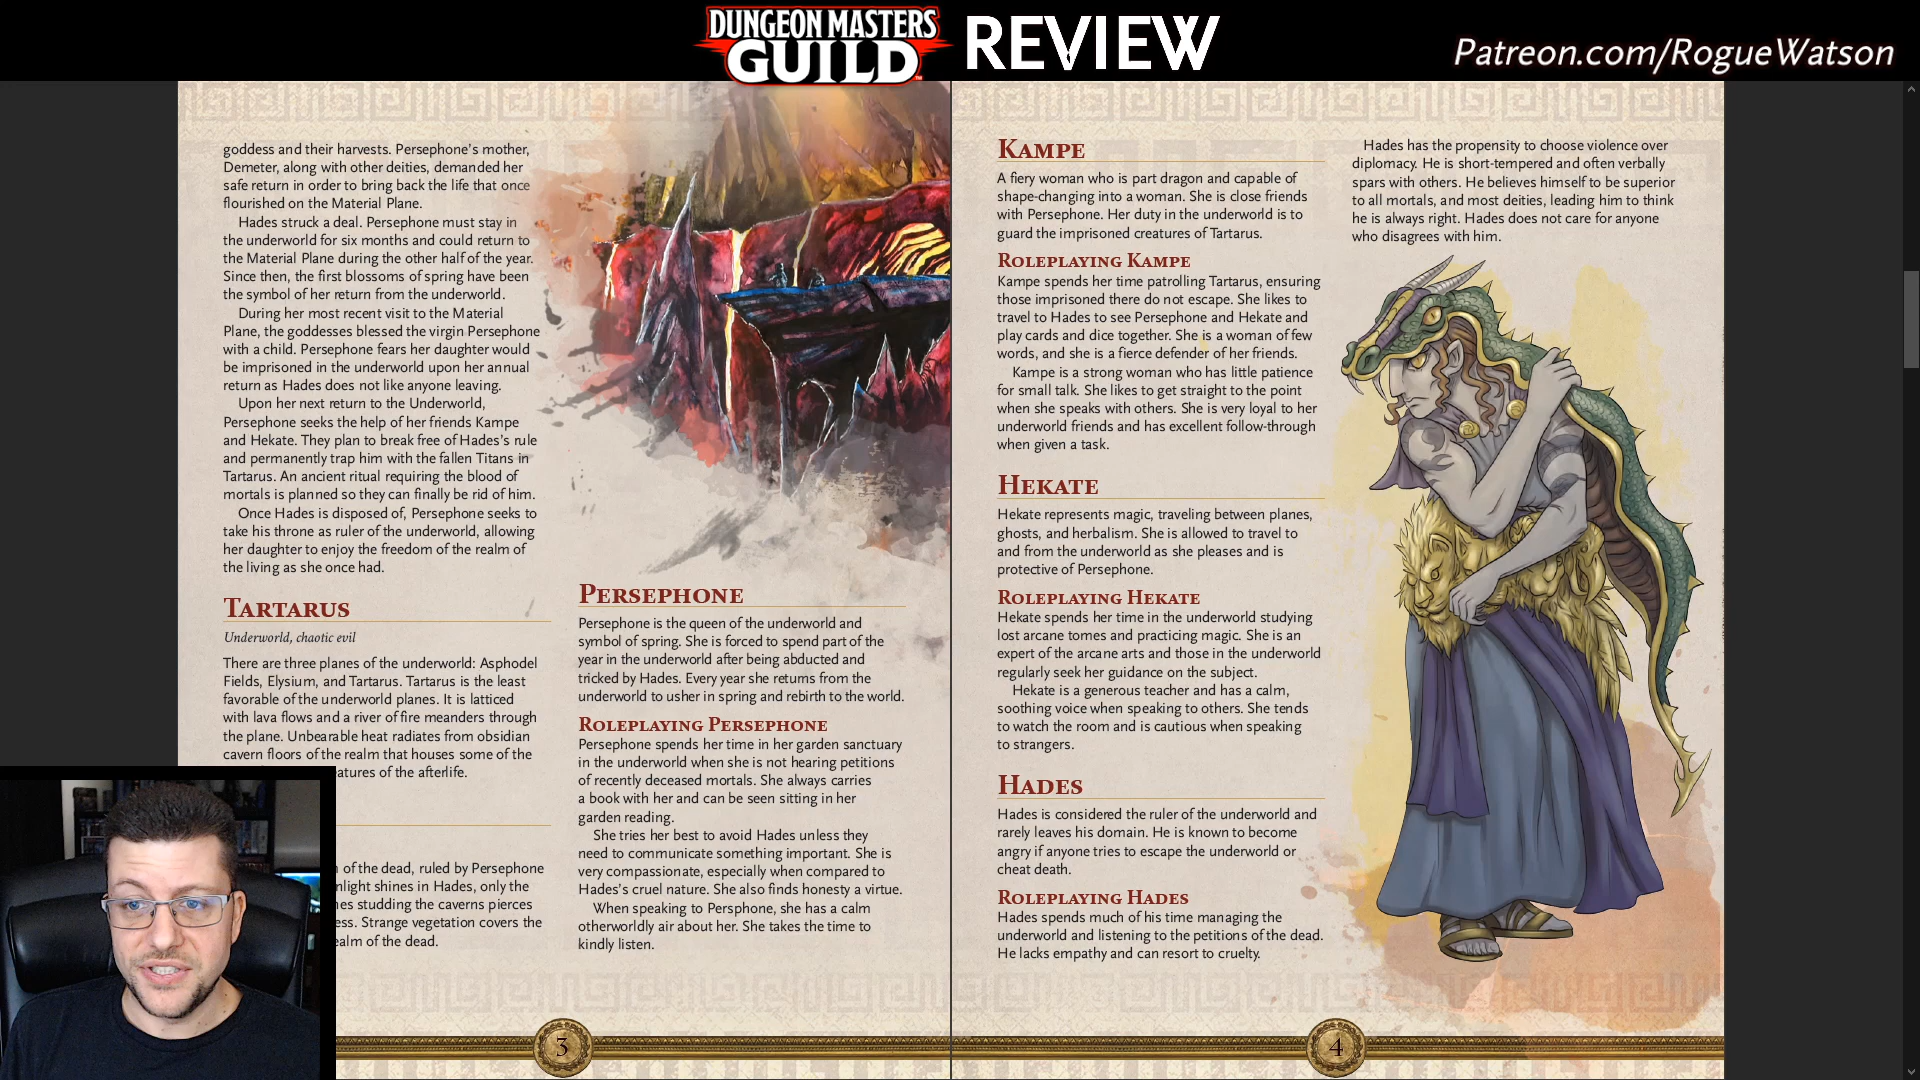 DUNGEON MASTERS
GUILD
REVIEW
Patreon.com/RogueWatson
goddess and their harvests. Persephone's mother,
Demeter, along with other deities, demanded her
safe return in order to bring back the life that once
flourished on the Material Plane.
Hades struck a deal. Persephone must stay in
the underworld for six months and could return to
the Material Plane during the other half of the year.
Since then, the first blossoms of spring have been
the symbol of her return from the underworld.
During her most recent visit to the Material
Plane, the goddesses blessed the virgin Persephone
with a child. Persephone fears her daughter would
be imprisoned in the underworld upon her annual
return as Hades does not like anyone leaving.
Upon her next return to the Underworld,
Persephone seeks the help of her friends Kampe
and Hekate. They plan to break free of Hades's rule
and permanently trap him with the fallen Titans in
Tartarus. An ancient ritual requiring the blood of
mortals is planned so they can finally be rid of him.
Once Hades is disposed of, Persephone seeks to
take his throne as ruler of the underworld, allowing
her daughter to enjoy the freedom of the realm of
the living as she once had.
TARTARUS
Underworld, chaotic evil
There are three planes of the underworld: Asphodel
Fields, Elysium, and Tartarus. Tartarus is the least
favorable of the underworld planes. It is latticed
with lava flows and a river of fire meanders through
the plane. Unbearable heat radiates from obsidian
cavern floors of the realm that houses some of the
eatures of the afterlife.
of the dead, ruled by Persephone
nlight shines in Hades, only the
nes studding the caverns pierces
ess. Strange vegetation covers the
ealm of the dead.
PERSEPHONE
Persephone is the queen of the underworld and
symbol of spring. She is forced to spend part of the
year in the underworld after being abducted and
tricked by Hades. Every year she returns from the
underworld to usher in spring and rebirth to the world.
ROLEPLAYING PERSEPHONE
Persephone spends her time in her garden sanctuary
in the underworld when she is not hearing petitions
of recently deceased mortals. She always carries
a book with her and can be seen sitting in her
garden reading.
She tries her best to avoid Hades unless they
need to communicate something important. She is
very compassionate, especially when compared to
Hades's cruel nature. She also finds honesty a virtue.
When speaking to Persphone, she has a calm
otherworldly air about her. She takes the time to
kindly listen.
3
KAMPE
A fiery woman who is part dragon and capable of
shape-changing into a woman. She is close friends
with Persephone. Her duty in the underworld is to
guard the imprisoned creatures of Tartarus.
ROLEPLAYING KAMPE
Kampe spends her time patrolling Tartarus, ensuring
those imprisoned there do not escape. She likes to
travel to Hades to see Persephone and Hekate and
play cards and dice together. She is a woman of few
words, and she is a fierce defender of her friends.
Kampe is a strong woman who has little patience
for small talk. She likes to get straight to the point
when she speaks with others. She is very loyal to her
underworld friends and has excellent follow-through
when given a task.
HEKATE
Hekate represents magic, traveling between planes,
ghosts, and herbalism. She is allowed to travel to
and from the underworld as she pleases and is
protective of Persephone.
ROLEPLAYING HEKATE
Hekate spends her time in the underworld studying
lost arcane tomes and practicing magic. She is an
expert of the arcane arts and those in the underworld
regularly seek her guidance on the subject.
Hekate is a generous teacher and has a calm,
soothing voice when speaking to others. She tends
to watch the room and is cautious when speaking
to strangers.
HADES
Hades is considered the ruler of the underworld and
rarely leaves his domain. He is known to become
angry if anyone tries to escape the underworld or
cheat death.
ROLEPLAYING HADES
Hades spends much of his time managing the
underworld and listening to the petitions of the dead.
He lacks empathy and can resort to cruelty.
Hades has the propensity to choose violence over
diplomacy. He is short-tempered and often verbally
spars with others. He believes himself to be superior
to all mortals, and most deities, leading him to think
he is always right. Hades does not care for anyone
who disagrees with him.
4